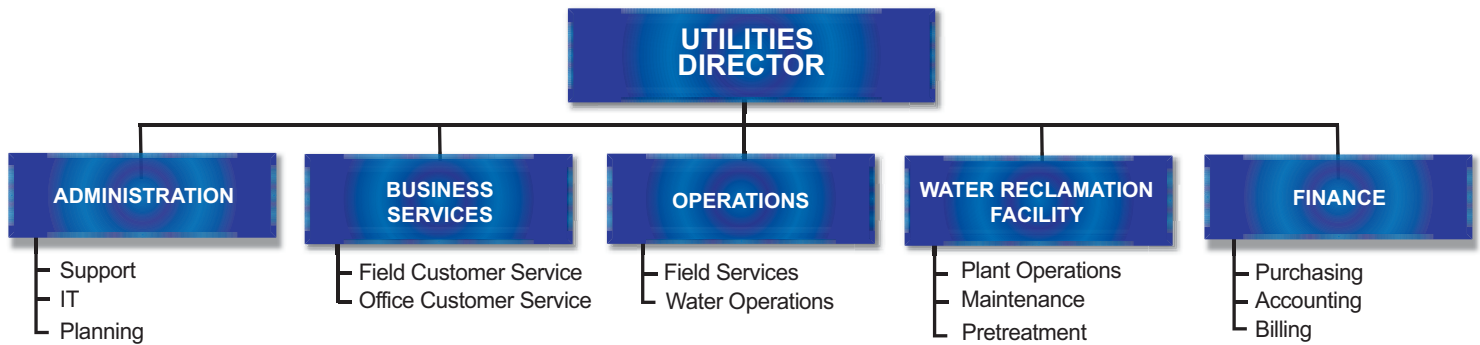 UTILITIES
DIRECTOR
ADMINISTRATION
Support
IT
Planning
BUSINESS
SERVICES
Field Customer Service
Office Customer Service
OPERATIONS
Field Services
Water Operations
WATER RECLAMATION
FACILITY
Plant Operations
Maintenance
Pretreatment
FINANCE
Purchasing
Accounting
Billing